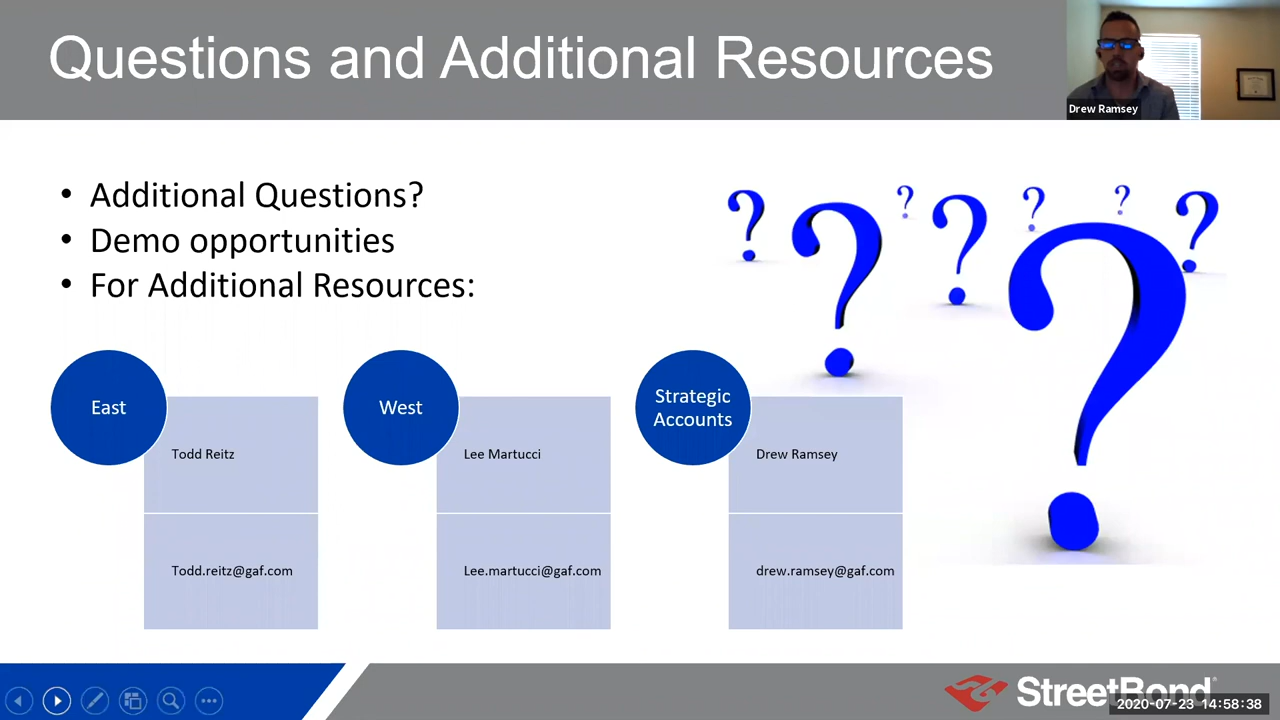 Questions and Additional Resources
Drew Ramsey
• Additional Questions?
• Demo opportunities
• For Additional Resources:
East
Todd Reitz
Todd.reitz@gaf.com
West
Lee Martucci
Lee.martucci@gaf.com
Strategic
Accounts
Drew Ramsey
drew.ramsey@gaf.com
StreetBond®
2020-07-23 14:58:38